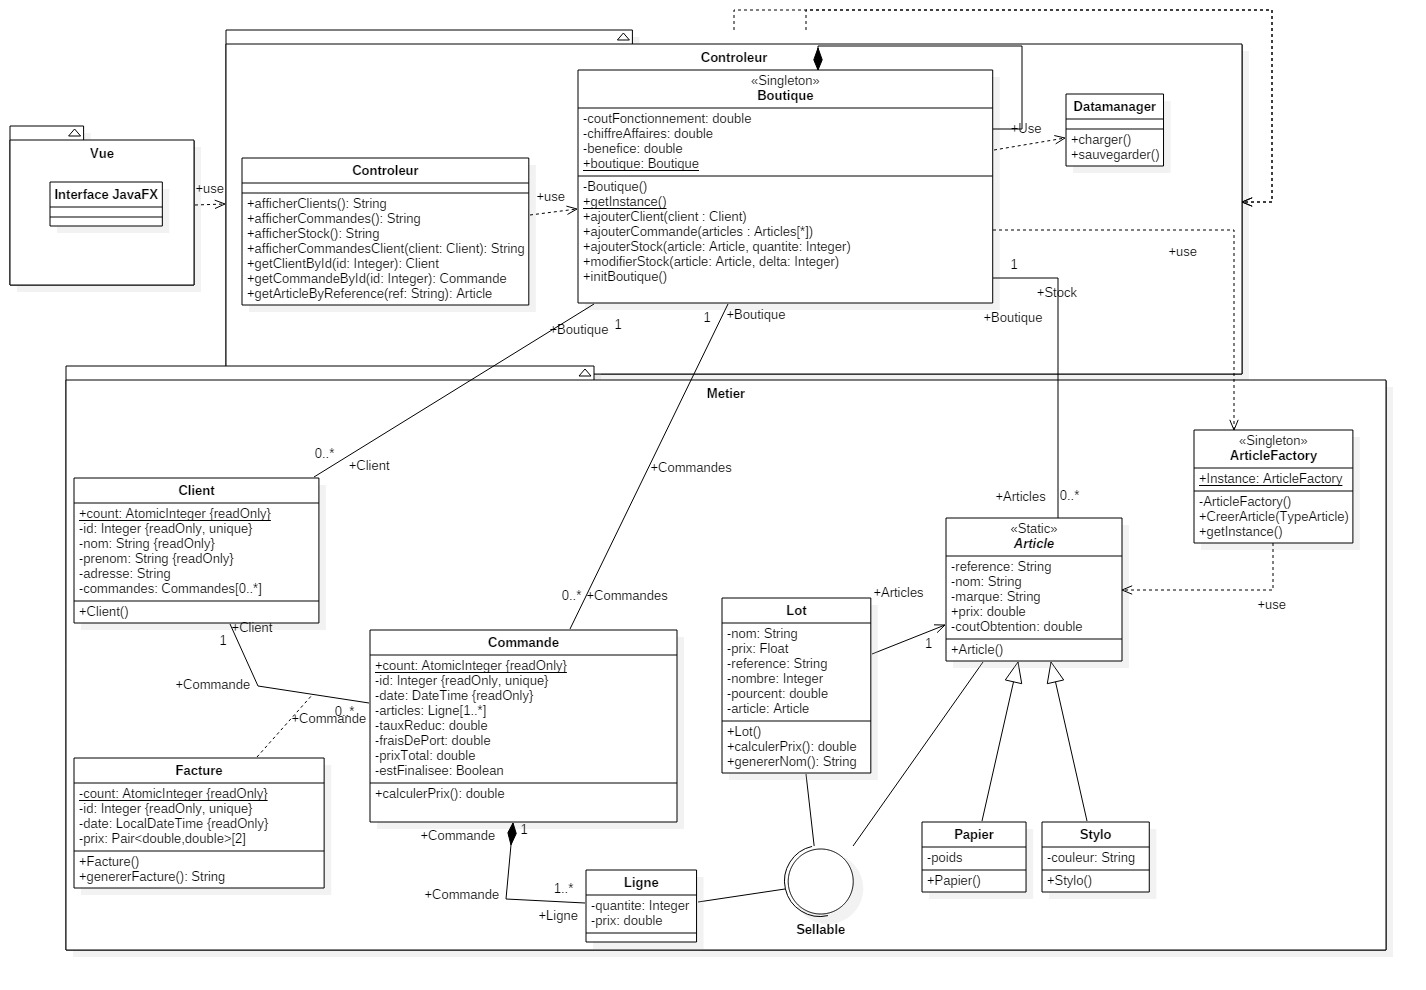 Controleur
«Singleton»
Boutique
-coutFonctionnement: double
-chiffreAffaires: double
-benefice: double
+boutique: Boutique
-Boutique()
+getInstance()
+ajouterClient(client : Client)
+ajouterCommande(articles : Articles[*])
+ajouterStock(article: Article, quantite: Integer)
+modifierStock(article: Article, delta: Integer)
+initBoutique()
+Use
Datamanager
+charger()
+sauvegarder()
Vue
Interface JavaFX
+use
Controleur
+afficherClients(): String
+afficherCommandes(): String
+afficherStock(): String
+afficherCommandesClient(client: Client): String
+getClientById(id: Integer): Client
+getCommandeById(id: Integer): Commande
+getArticleByReference(ref: String): Article
+use
+use
1
+Stock
+Boutique
+Boutique
1
1
+Boutique
Metier
0..*
+Client
+Commandes
+Articles
0..*
«Singleton»
ArticleFactory
+Instance: ArticleFactory
-ArticleFactory()
+CreerArticle(TypeArticle)
+getInstance()
+use
Client
+count: AtomicInteger {readOnly}
-id: Integer {readOnly, unique}
-nom: String {readOnly}
-prenom: String {readOnly}
-adresse: String
-commandes: Commandes[0..*]
+Client()
+Client
1
+Commande
0..*
+Commande
0..*
+Commandes
Commande
+count: AtomicInteger {readOnly}
-id: Integer {readOnly, unique}
-date: DateTime {readOnly}
-articles: Ligne[1..*]
-tauxReduc: double
-fraisDePort: double
-prixTotal: double
-estFinalisee: Boolean
+calculerPrix(): double
Lot
-nom: String
-prix: Float
-reference: String
-nombre: Integer
-pourcent: double
-article: Article
+Lot()
+calculerPrix(): double
+genererNom(): String
+Articles
1
«Static»
Article
-reference: String
-nom: String
-marque: String
+prix: double
-coutObtention: double
+Article()
Facture
-count: AtomicInteger {readOnly}
-id: Integer {readOnly, unique}
-date: LocalDateTime {readOnly}
-prix: Pair<double,double>[2]
+Facture()
+genererFacture(): String
+Commande
1
+Commande
1..*
+Ligne
Ligne
-quantite: Integer
-prix: double
Sellable
Papier
-poids
+Papier()
Stylo
-couleur: String
+Stylo()